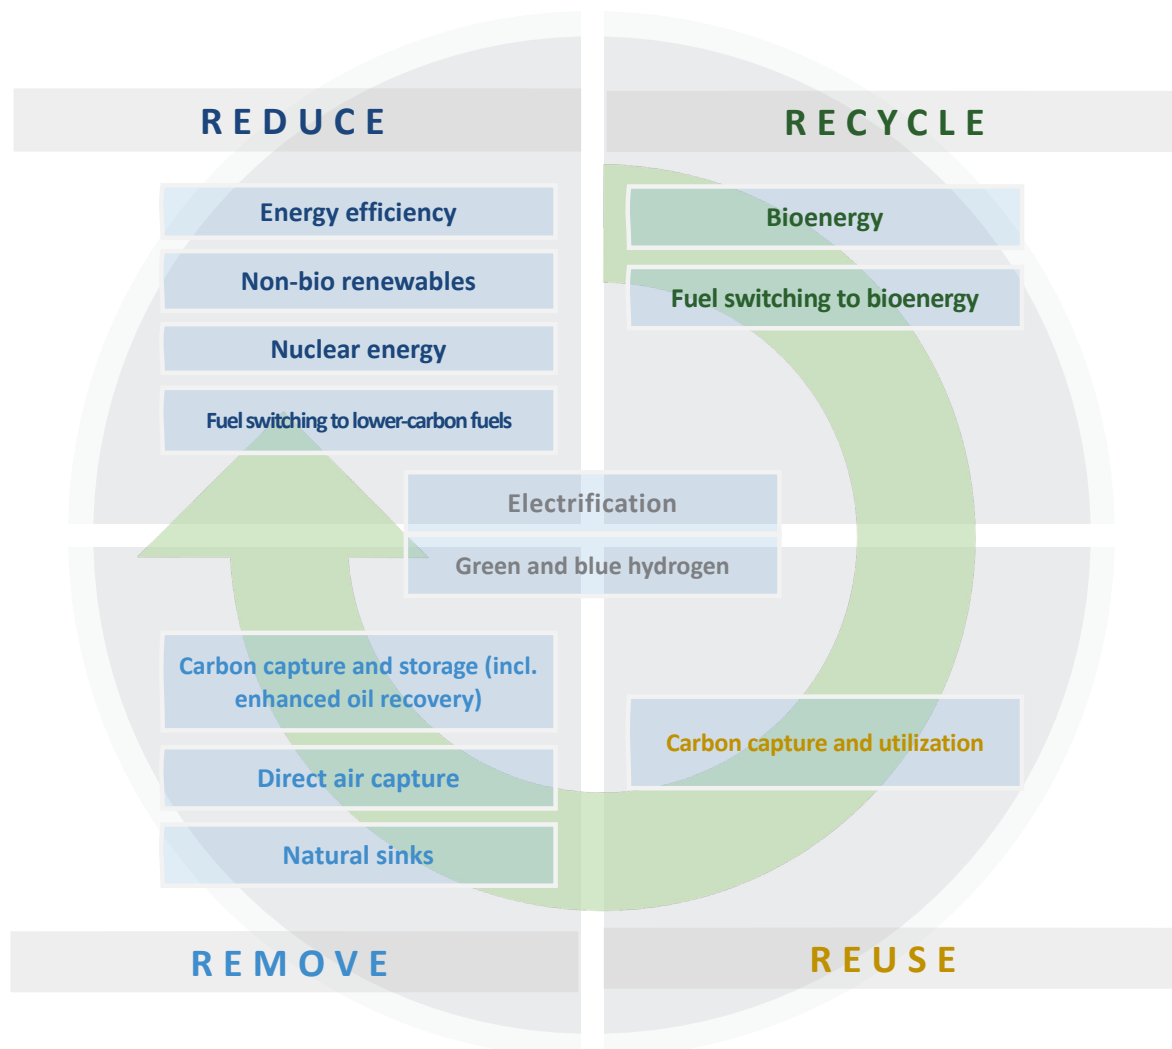 REDUCE
RECYCLE
Energy efficiency
Non-bio renewables
Nuclear energy
Fuel switching to lower-carbon fuels
Bioenergy
Fuel switching to bioenergy
Electrification
Green and blue hydrogen
Carbon capture and storage (incl.
enhanced oil recovery)
Direct air capture
Natural sinks
Carbon capture and utilization
REMOVE
REUSE